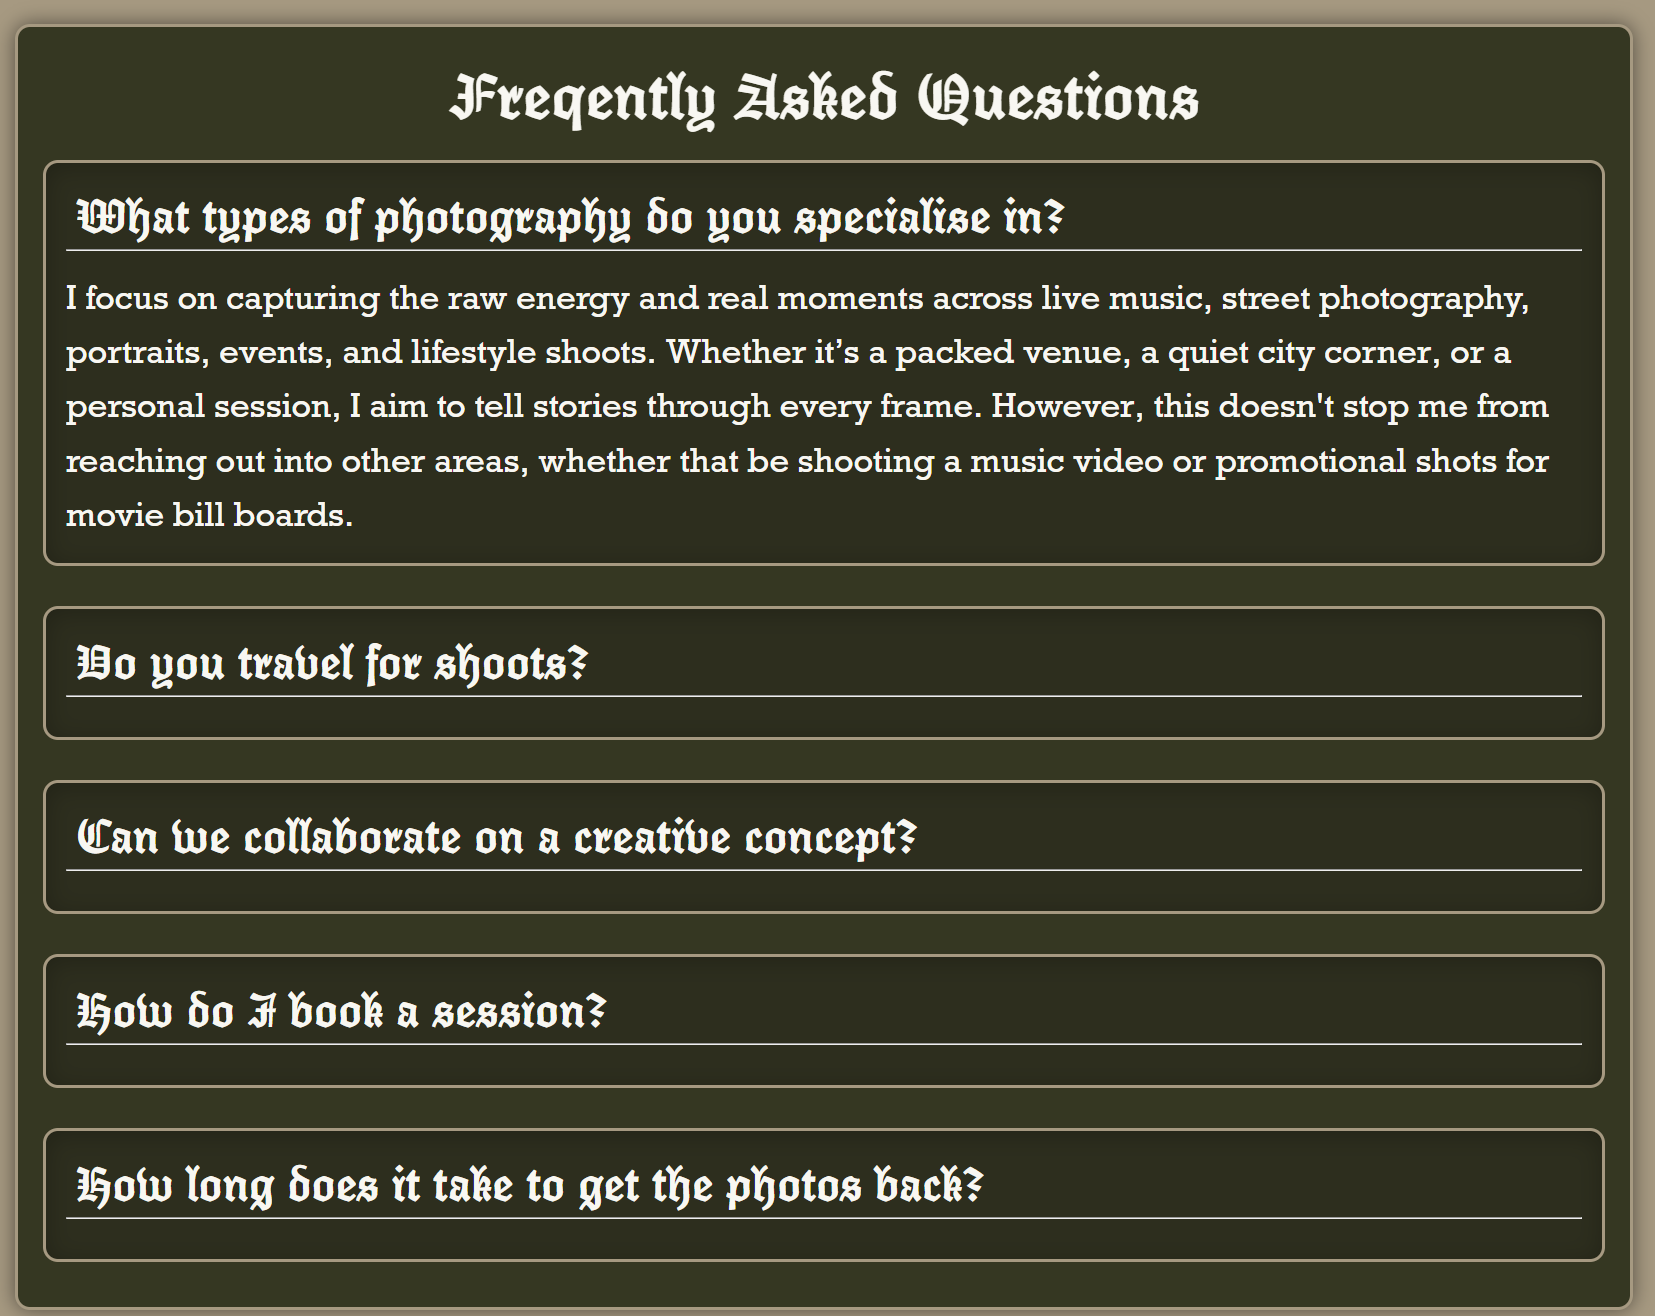 Freqently Asked Questions
What types of photography do you specialise in?
I focus on capturing the raw energy and real moments across live music, street photography,
portraits, events, and lifestyle shoots. Whether it’s a packed venue, a quiet city corner, or a
personal session, I aim to tell stories through every frame. However, this doesn't stop me from
reaching out into other areas, whether that be shooting a music video or promotional shots for
movie bill boards.
Do you travel for shoots?
Can we collaborate on a creative concept?
How do I book a session?
How long does it take to get the photos back?